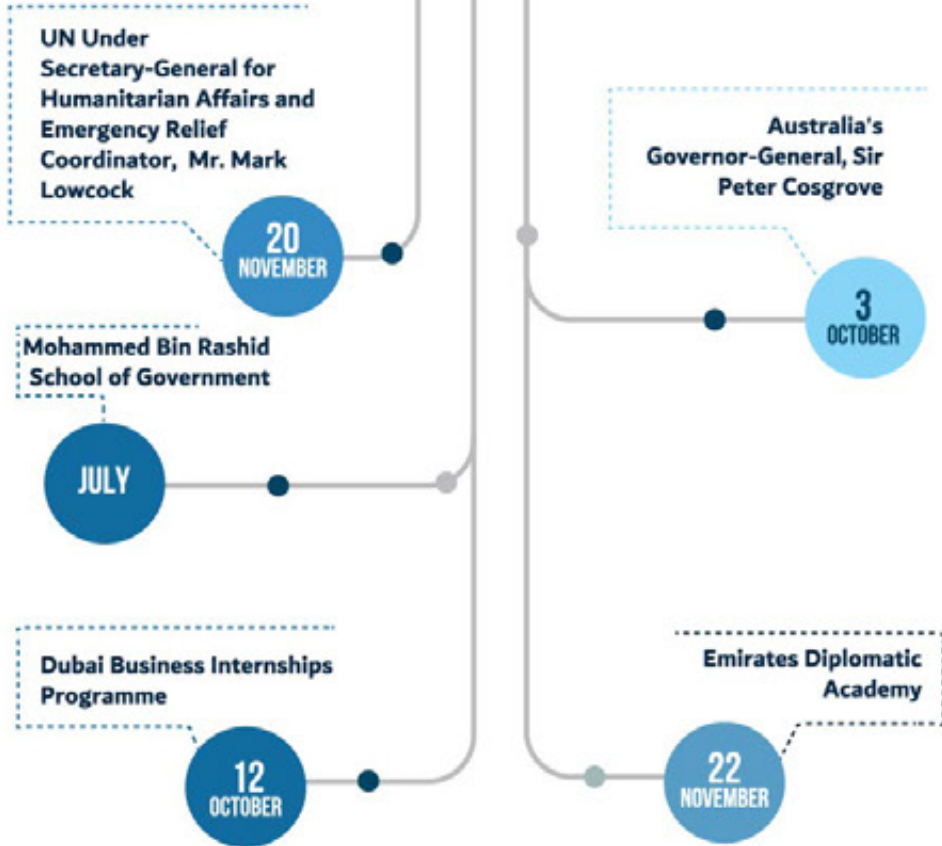 UN Under
Secretary-General for
Humanitarian Affairs and
Emergency Relief
Coordinator, Mr. Mark
Lowcock
20
NOVEMBER
Australia's
Governor-General, Sir
Peter Cosgrove
3
OCTOBER
Mohammed Bin Rashid
School of Government
JULY
Dubai Business Internships
Programme
12
OCTOBER
Emirates Diplomatic
Academy
22
NOVEMBER